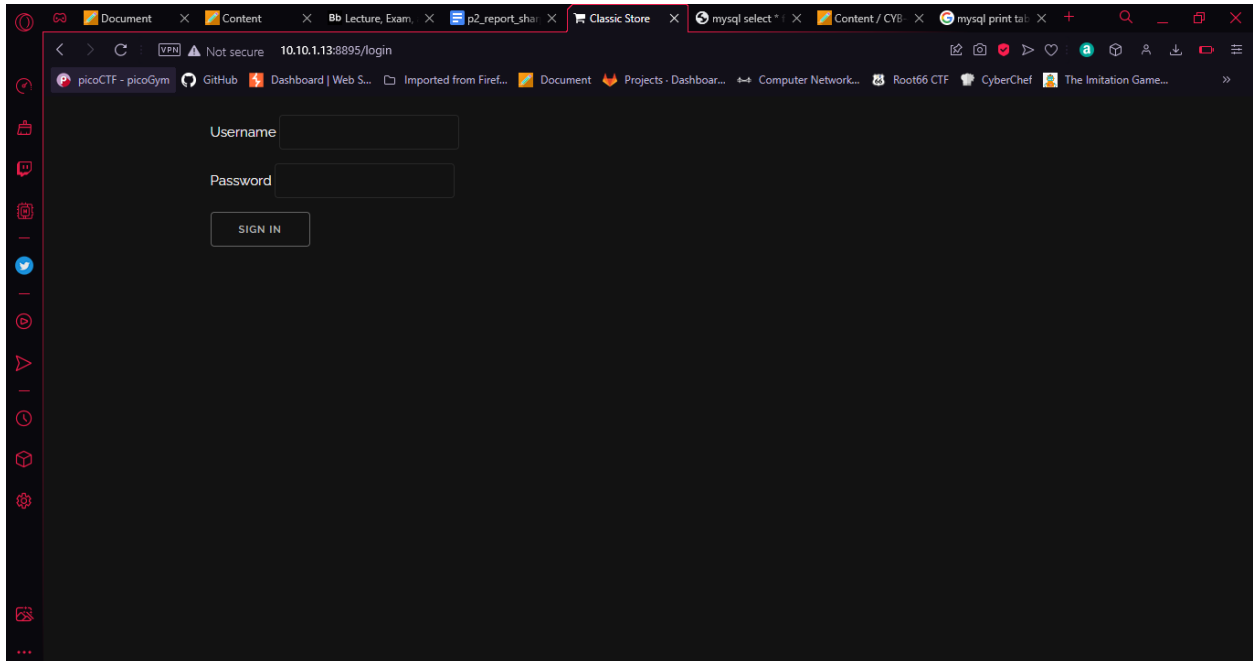 Document
Content
Bb Lecture, Exam,
p2_report_shar
Classic Store
mysql select *
Content / CYB-
mysql print tab
VPN
Not secure
10.10.1.13:8895/login
picoCTF - picoGym
GitHub
Dashboard | Web S...
Imported from Firef...
Document
Projects · Dashboar...
Computer Network...
Root66 CTF
CyberChef
The Imitation Game...
Username
Password
SIGN IN